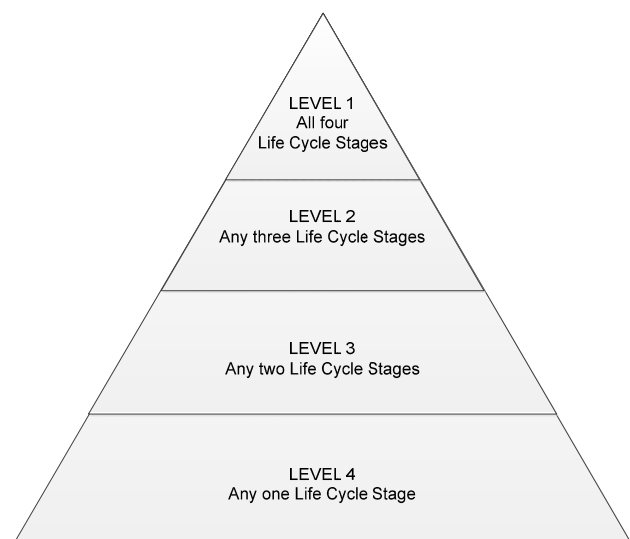 LEVEL 1
All four
Life Cycle Stages
LEVEL 2
Any three Life Cycle Stages
LEVEL 3
Any two Life Cycle Stages
LEVEL 4
Any one Life Cycle Stage